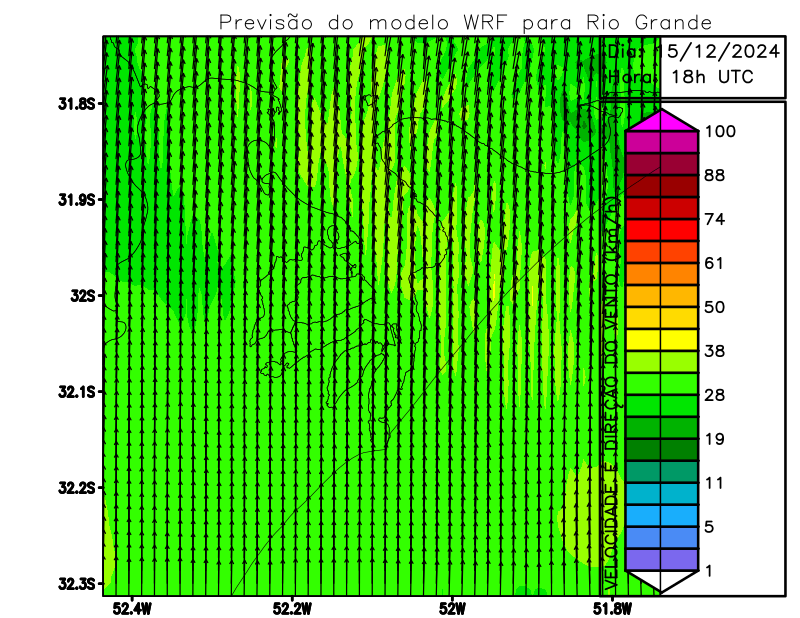 Previsão do modelo WRF para Rio Grande
Dia: 15/12/2024
Hora: 18h UTC
VELOCIDADE E DIREÇÃO DO VENTO (Km/h)
100
88
74
61
50
38
28
19
11
5
1
31.8S
31.9S
32S
32.1S
32.2S
32.3S
52.4W
52.2W
52W
51.8W